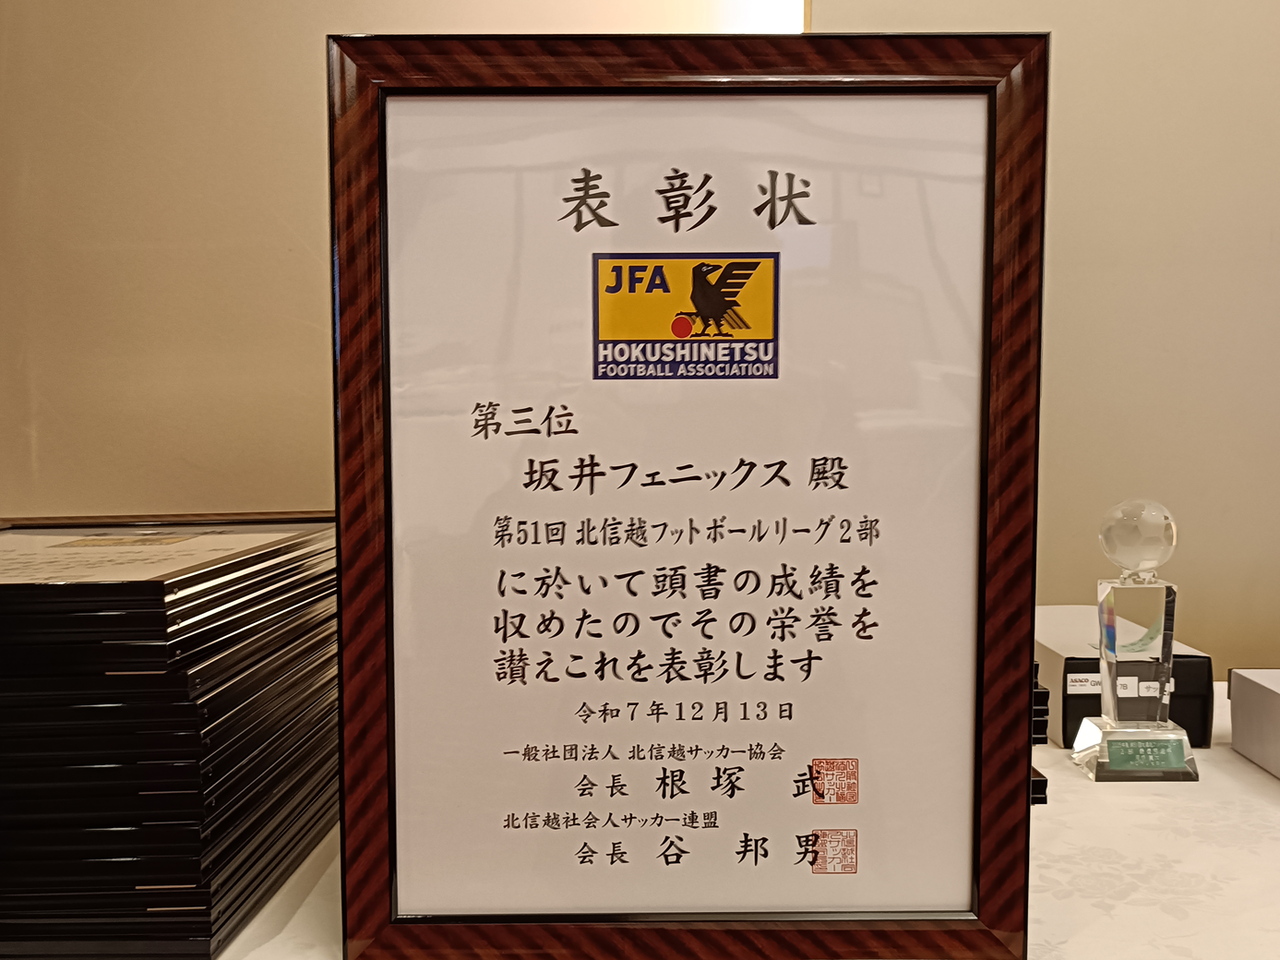 表彰状
JFA
HOKUSHINETSU
FOOTBALL ASSOCIATION
第三位
坂井フェニックス 殿
第51回 北信越フットボールリーグ2部
に於いて頭書の成績を
収めたのでその栄誉を
讃えこれを表彰します
令和7年12月13日
一般社団法人 北信越サッカー協会
会長 根塚 武
北信越社会人サッカー連盟
会長 谷 邦男
ASACO